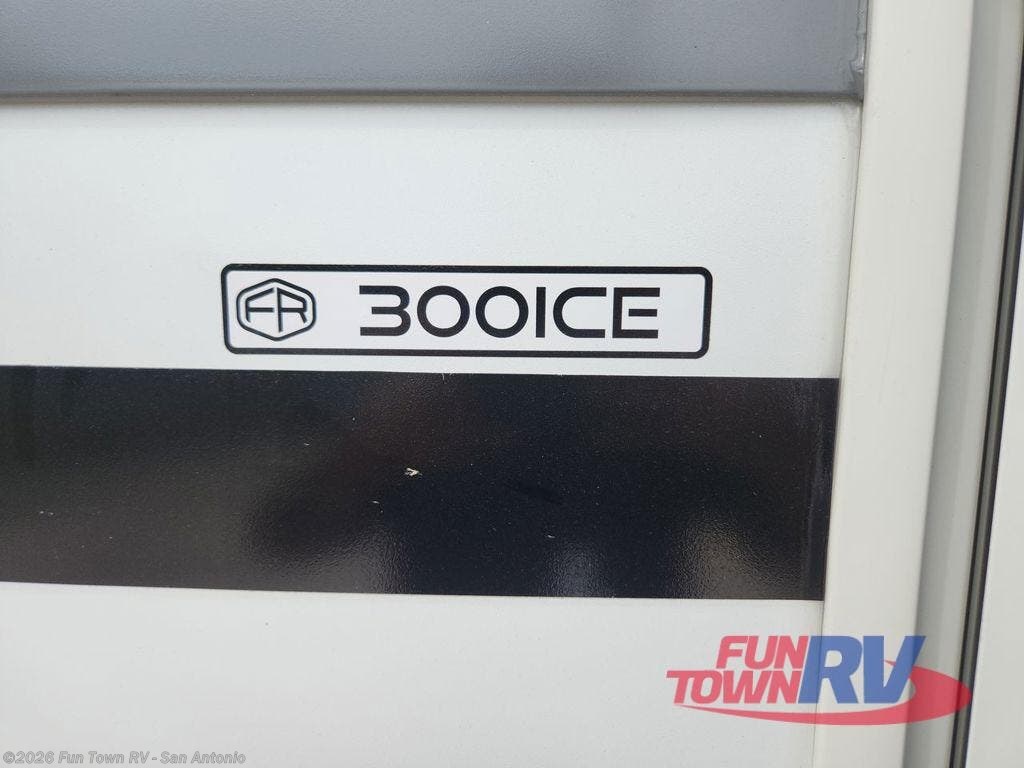 FR 300ICE
FUN
TOWN RV
©2026 Fun Town RV - San Antonio